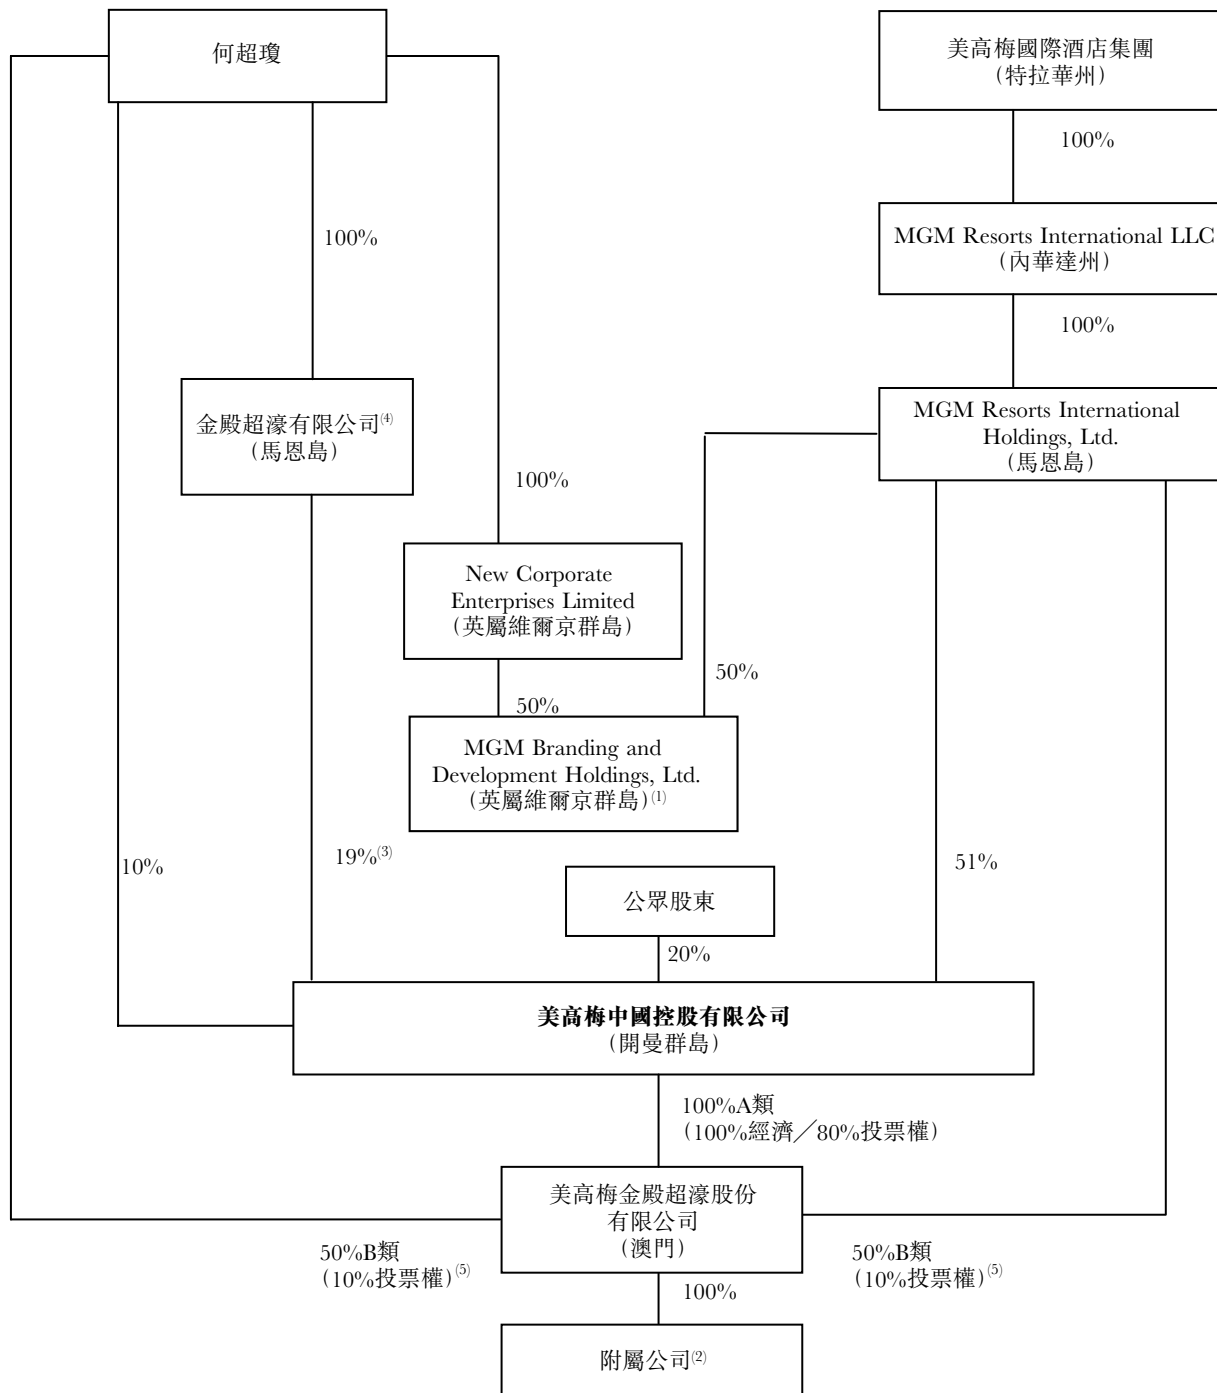 何超瓊
美高梅國際酒店集團
(特拉華州)
100%
MGM Resorts International LLC
(內華達州)
100%
100%
金殿超濠有限公司(4)
(馬恩島)
MGM Resorts International
Holdings, Ltd.
(馬恩島)
100%
New Corporate
Enterprises Limited
(英屬維爾京群島)
50%
50%
MGM Branding and
Development Holdings, Ltd.
(英屬維爾京群島)(1)
10%
19%(3)
51%
公眾股東
20%
美高梅中國控股有限公司
(開曼群島)
100%A類
(100%經濟／80%投票權)
美高梅金殿超濠股份
有限公司
(澳門)
50%B類
(10%投票權)(5)
50%B類
(10%投票權)(5)
100%
附屬公司(2)